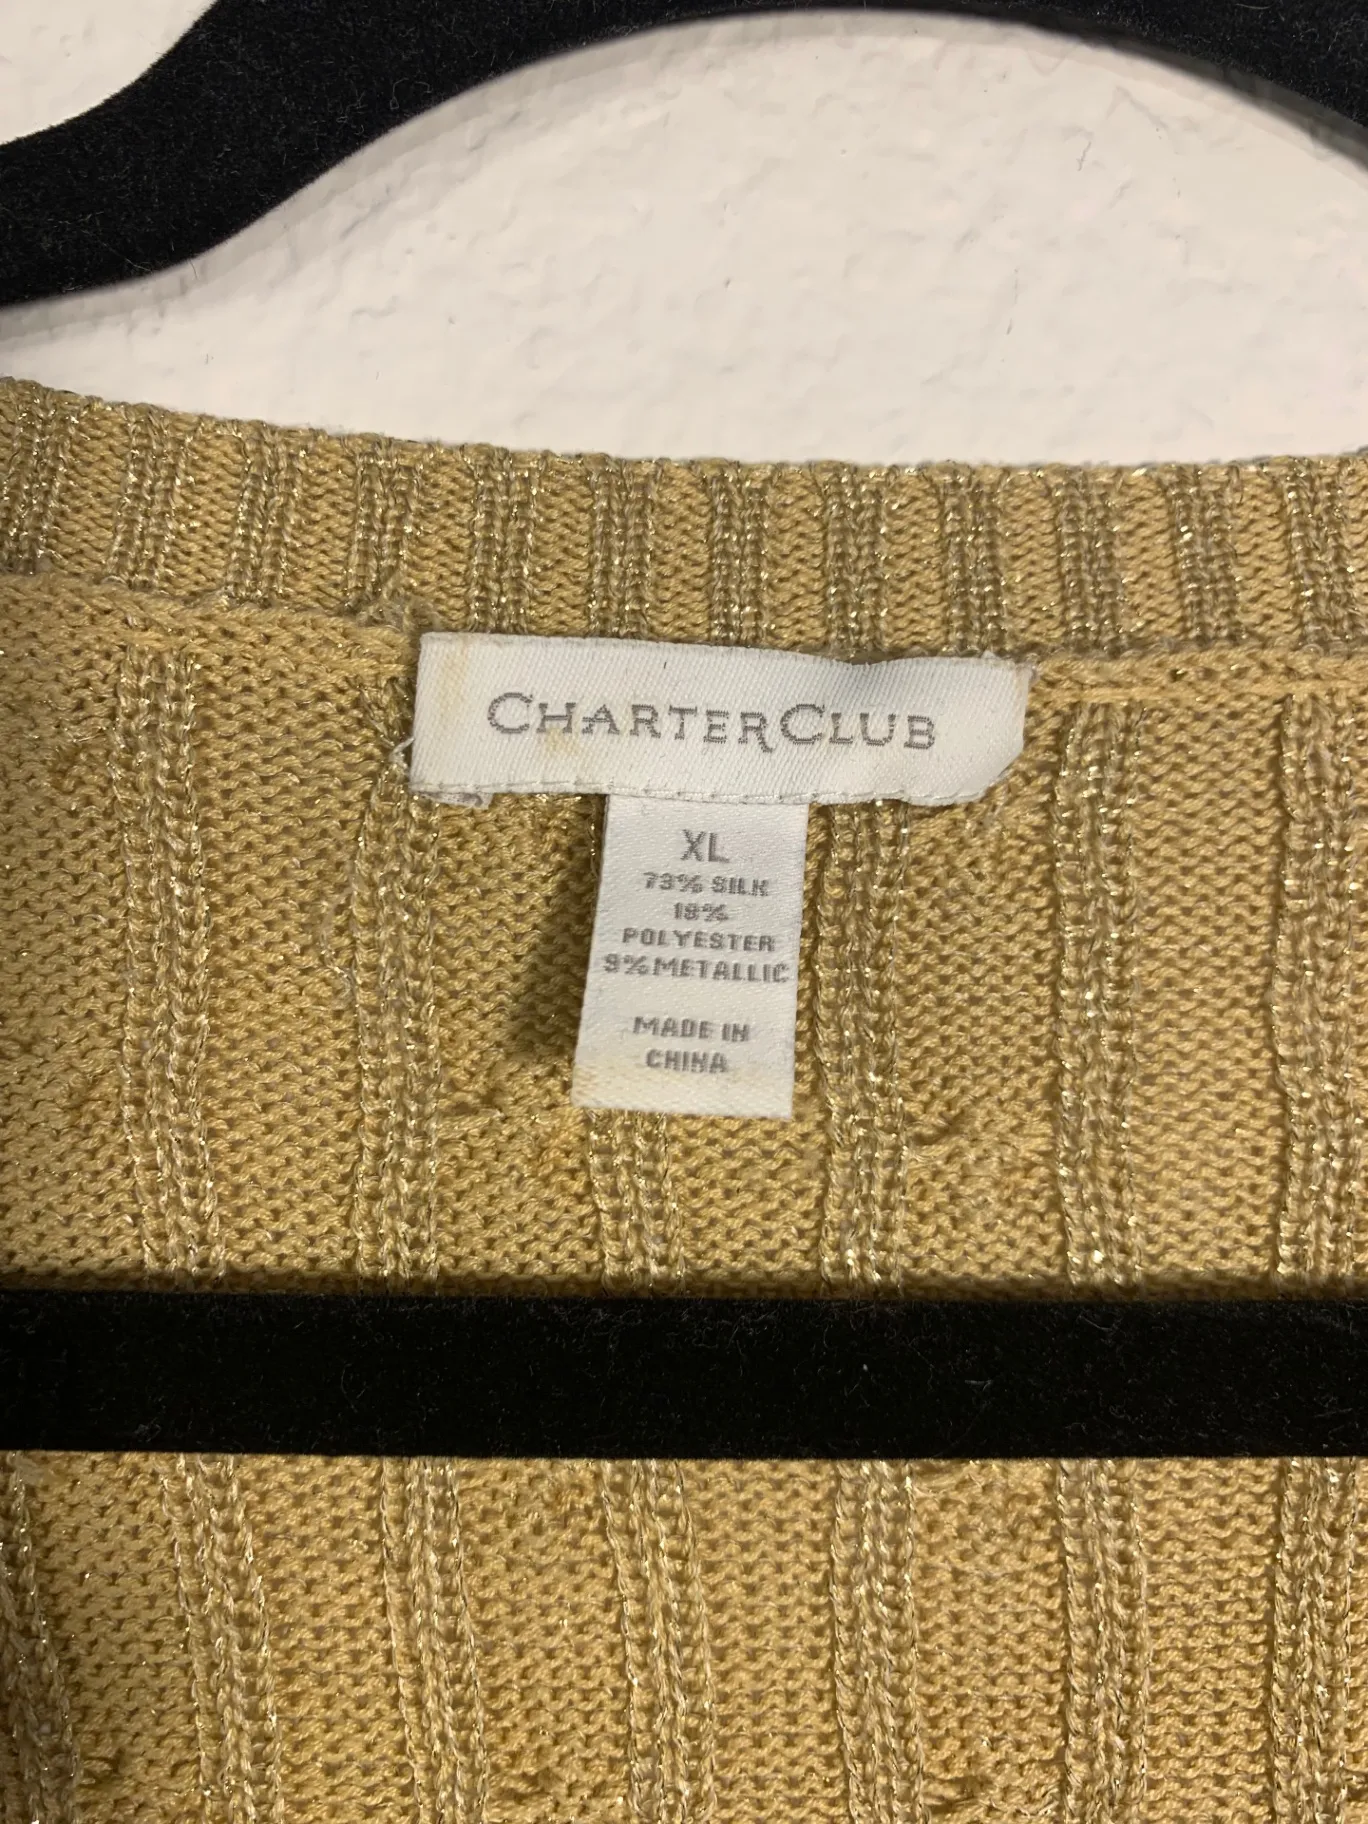 CHARTERCLUB
XL
73% SILK
18%
POLYESTER
9% METALLIC
MADE IN
CHINA